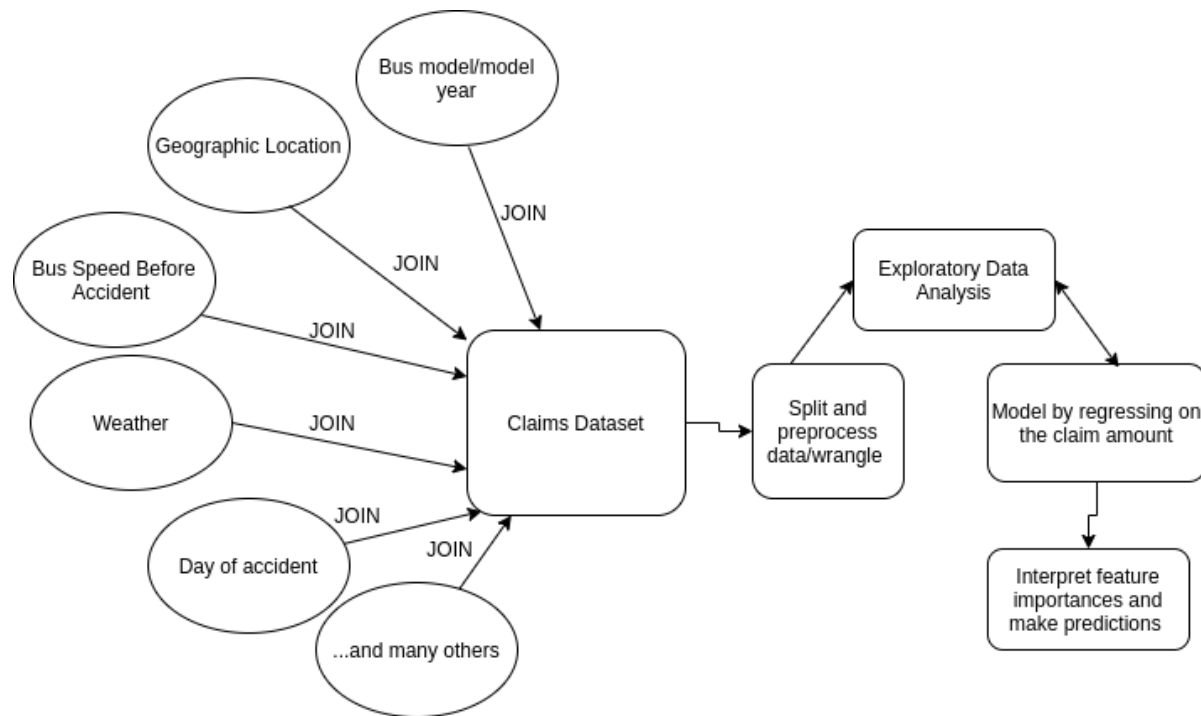 Bus model/model
year
Geographic Location
JOIN
JOIN
Bus Speed Before
Accident
JOIN
Weather
JOIN
Day of accident
JOIN
...and many others
JOIN
Claims Dataset
Split and
preprocess
data/wrangle
Exploratory Data
Analysis
Model by regressing on
the claim amount
Interpret feature
importances and
make predictions